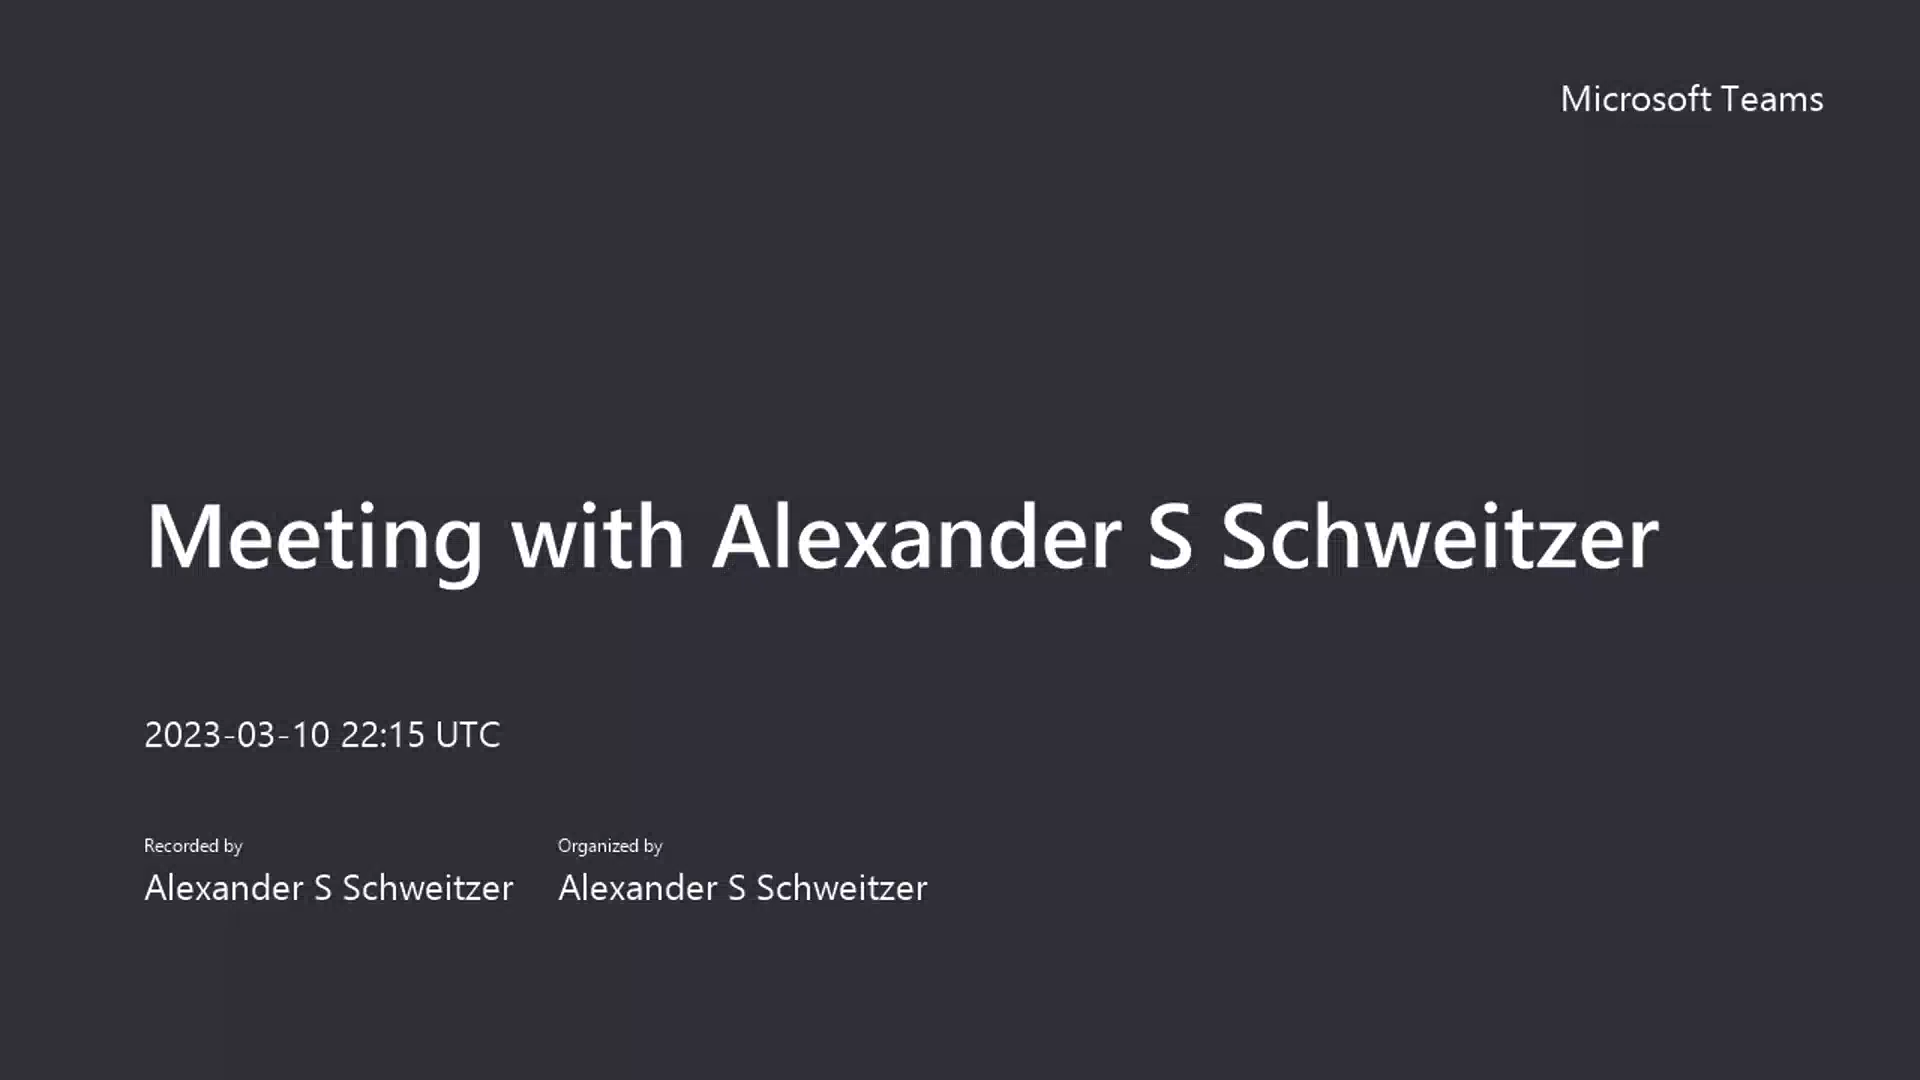 Microsoft Teams
Meeting with Alexander S Schweitzer
2023-03-10 22:15 UTC
Recorded by
Alexander S Schweitzer
Organized by
Alexander S Schweitzer